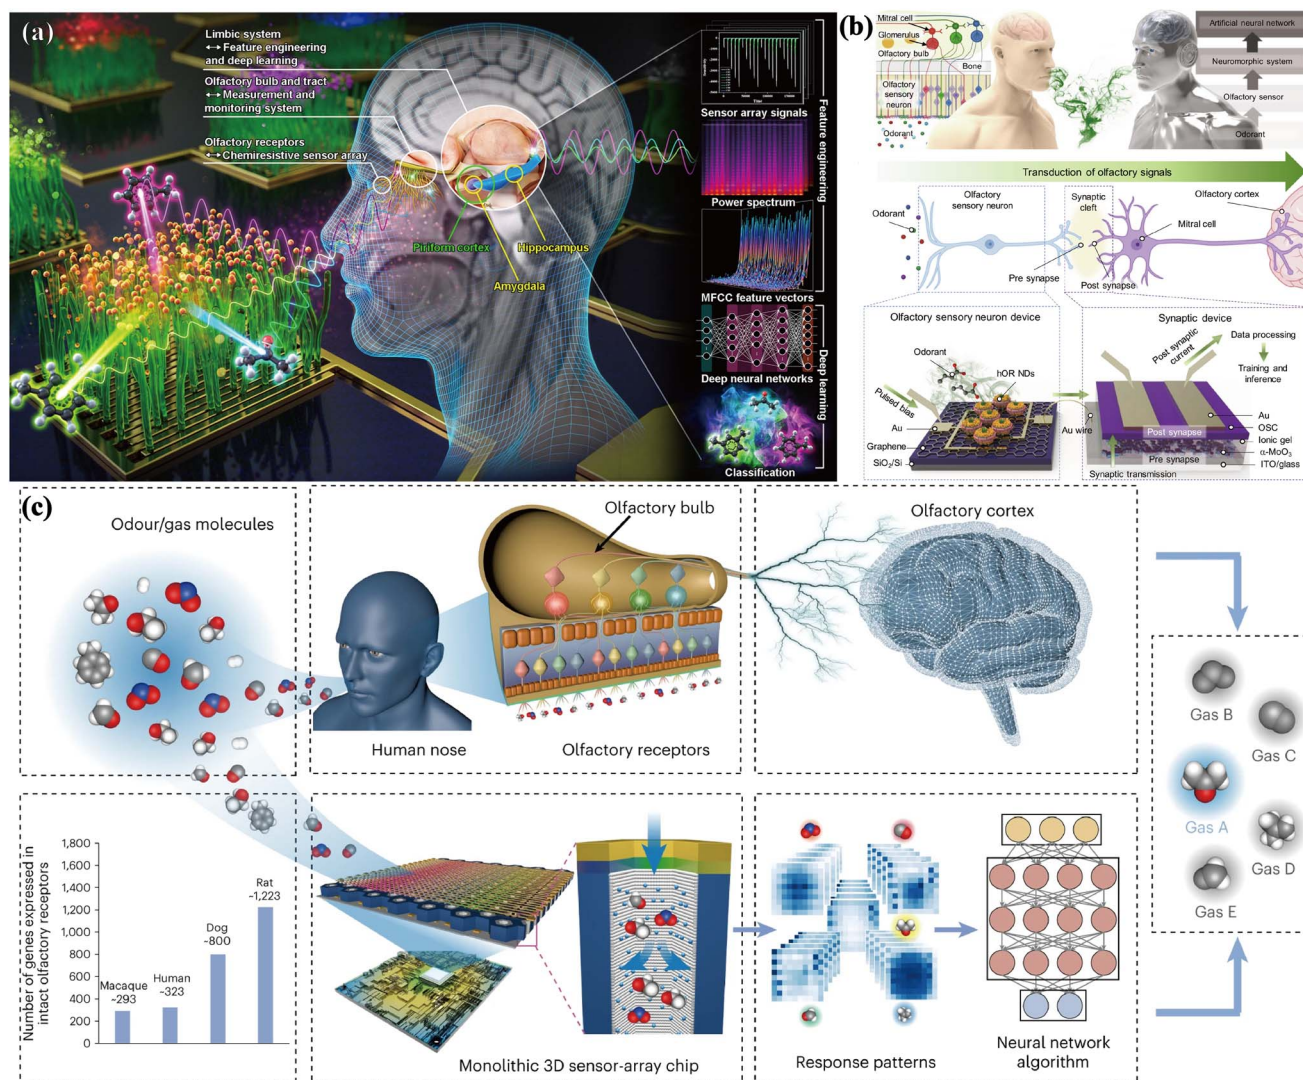 (a)
Limbic system
↔ Feature engineering
and deep learning
Olfactory bulb and tract
↔ Measurement and
monitoring system
Olfactory receptors
↔ Chemiresistive sensor array
Piriform cortex
Hippocampus
Amygdala
Sensor array signals
Power spectrum
MFCC feature vectors
Deep neural networks
Classification
Feature engineering
Deep learning
(b)
Mitral cell
Glomerulus
Olfactory bulb
Bone
Olfactory
sensory
neuron
Odorant
Artificial neural network
Neuromorphic system
Olfactory sensor
Odorant
Transduction of olfactory signals
Odorant
Olfactory
sensory neuron
Synaptic
cleft
Olfactory cortex
Mitral cell
Pre synapse
Post synapse
Olfactory sensory neuron device
Odorant
hOR NDs
Pulsed bias
Au
Graphene
SiO₂/Si
Au wire
Synaptic device
Post synaptic
current
Data processing
Training and
inference
Au
OSC
Ionic gel
α-MoO₃
ITO/glass
Post synapse
Pre synapse
Synaptic transmission
(c)
Odour/gas molecules
Human nose
Olfactory bulb
Olfactory receptors
Olfactory cortex
Gas B
Gas C
Gas A
Gas D
Gas E
Number of genes expressed in
intact olfactory receptors
1,800
1,600
1,400
1,200
1,000
800
600
400
200
0
Macaque
~293
Human
~323
Dog
~800
Rat
~1,223
Monolithic 3D sensor-array chip
Response patterns
Neural network
algorithm